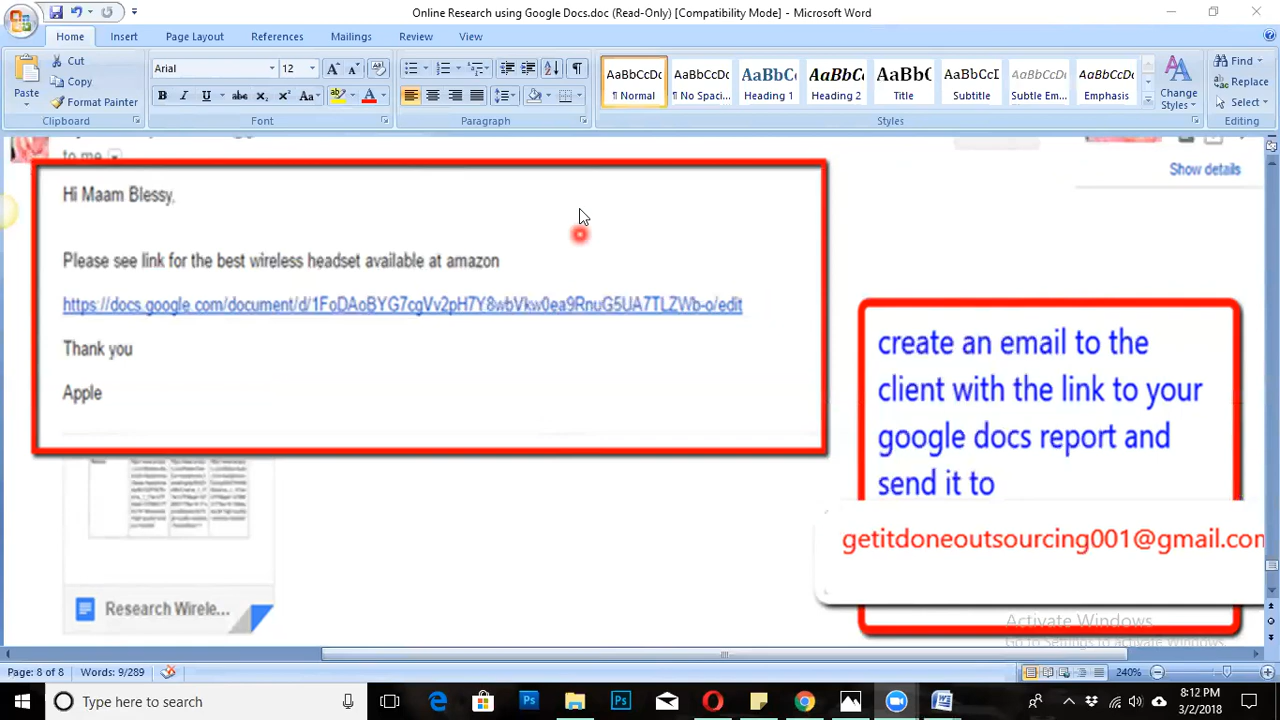 Online Research using Google Docs.doc (Read-Only) [Compatibility Mode] - Microsoft Word
Home Insert Page Layout References Mailings Review View
Cut
Copy
Format Painter
Paste
Clipboard
Arial 12
Font
Paragraph
AaBbCcDc AaBbCcDc AaBbCc AaBbCc AaBbC AaBbCcI AaBbCcDc AaBbCcDc
¶ Normal ¶ No Spaci... Heading 1 Heading 2 Title Subtitle Subtle Em... Emphasis
Change
Styles
Styles
Find
Replace
Select
Editing
to me
Show details
Hi Maam Blessy,
Please see link for the best wireless headset available at amazon
https://docs.google.com/document/d/1FoDAoBYG7cgVv2pH7Y8wbVkw0ea9RnuG5UA7TLZWb-o/edit
Thank you
Apple
create an email to the
client with the link to your
google docs report and
send it to
getitdoneoutsourcing001@gmail.com
Research Wirele...
Activate Windows
Go to Settings to activate Windows.
Page: 8 of 8 Words: 9/289 240%
Type here to search
8:12 PM
3/2/2018